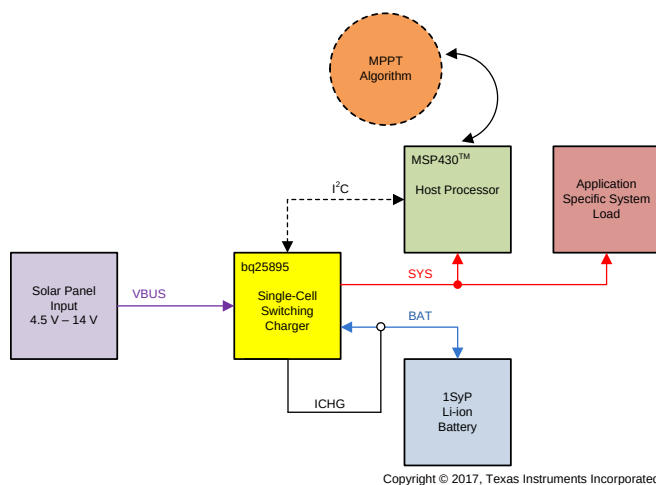 MPPT
Algorithm
MSP430™
Host Processor
Application
Specific System
Load
I²C
bq25895
Single-Cell
Switching
Charger
Solar Panel
Input
4.5 V – 14 V
VBUS
SYS
BAT
ICHG
1SyP
Li-ion
Battery
Copyright © 2017, Texas Instruments Incorporated